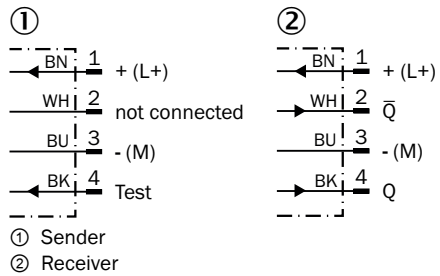 ① ②
BN 1 + (L+)
WH 2 not connected
BU 3 - (M)
BK 4 Test
BN 1 + (L+)
WH 2 Q̅
BU 3 - (M)
BK 4 Q
① Sender
② Receiver